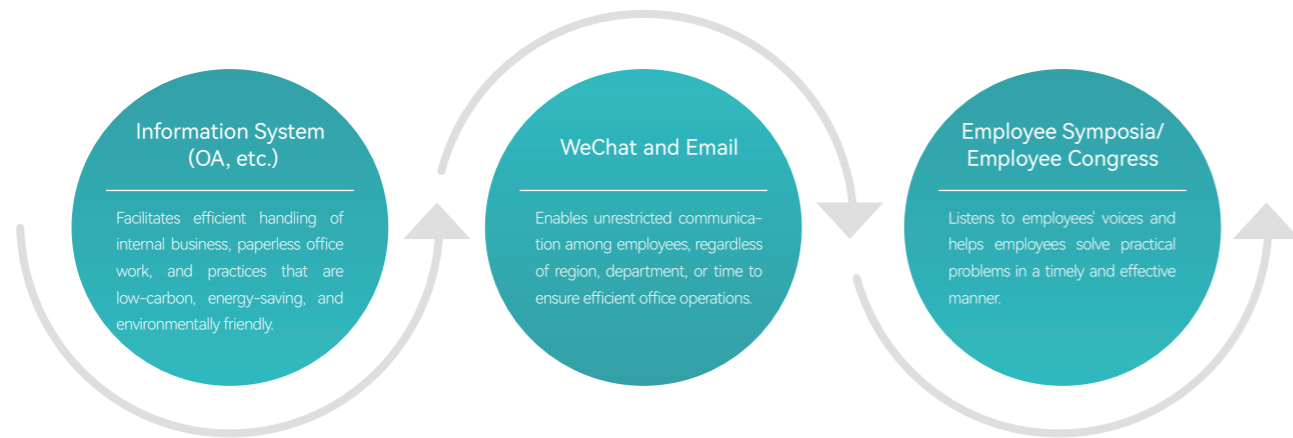 Information System
(OA, etc.)
Facilitates efficient handling of
internal business, paperless office
work, and practices that are
low-carbon, energy-saving, and
environmentally friendly.
WeChat and Email
Enables unrestricted communica-
tion among employees, regardless
of region, department, or time to
ensure efficient office operations.
Employee Symposia/
Employee Congress
Listens to employees' voices and
helps employees solve practical
problems in a timely and effective
manner.